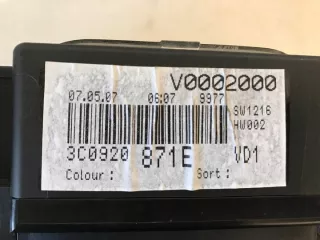 V0002000
07.05.07 06:07 9977
SW1216
HW002
3C0920 871E VD1
Colour : Sort :